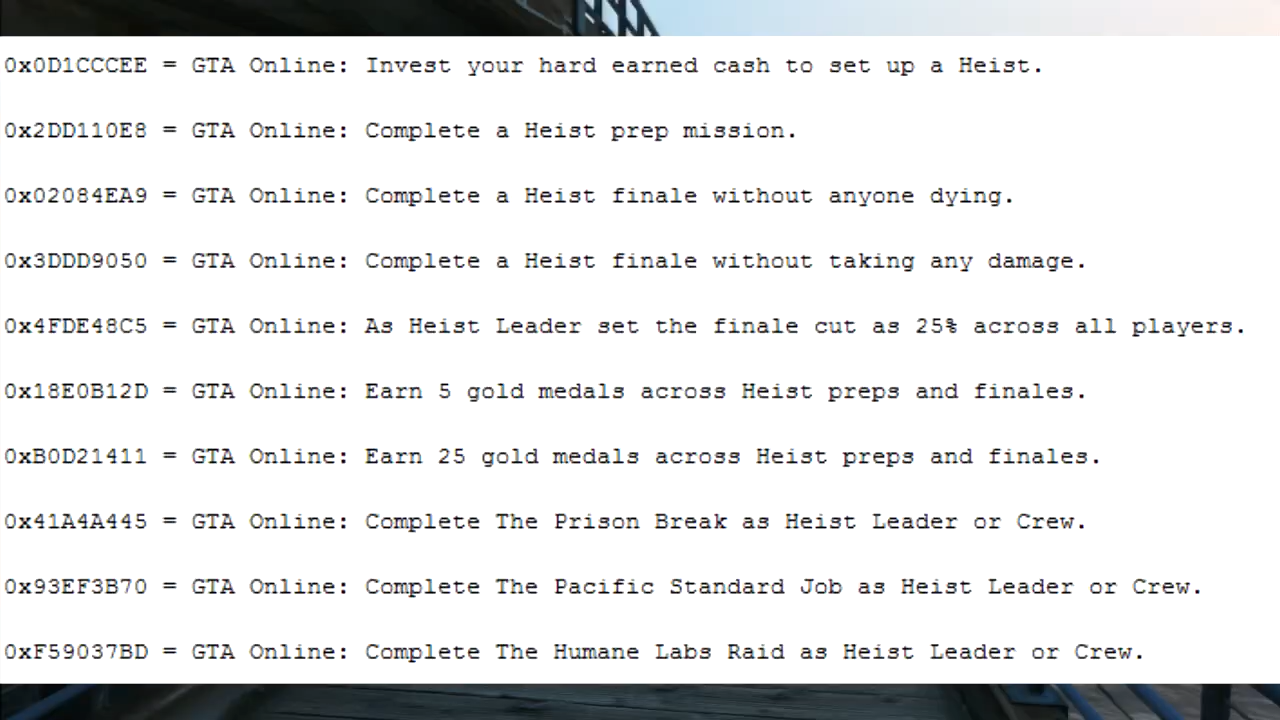 0x0D1CCCEE = GTA Online: Invest your hard earned cash to set up a Heist.
0x2DD110E8 = GTA Online: Complete a Heist prep mission.
0x02084EA9 = GTA Online: Complete a Heist finale without anyone dying.
0x3DDD9050 = GTA Online: Complete a Heist finale without taking any damage.
0x4FDE48C5 = GTA Online: As Heist Leader set the finale cut as 25% across all players.
0x18E0B12D = GTA Online: Earn 5 gold medals across Heist preps and finales.
0xB0D21411 = GTA Online: Earn 25 gold medals across Heist preps and finales.
0x41A4A445 = GTA Online: Complete The Prison Break as Heist Leader or Crew.
0x93EF3B70 = GTA Online: Complete The Pacific Standard Job as Heist Leader or Crew.
0xF59037BD = GTA Online: Complete The Humane Labs Raid as Heist Leader or Crew.